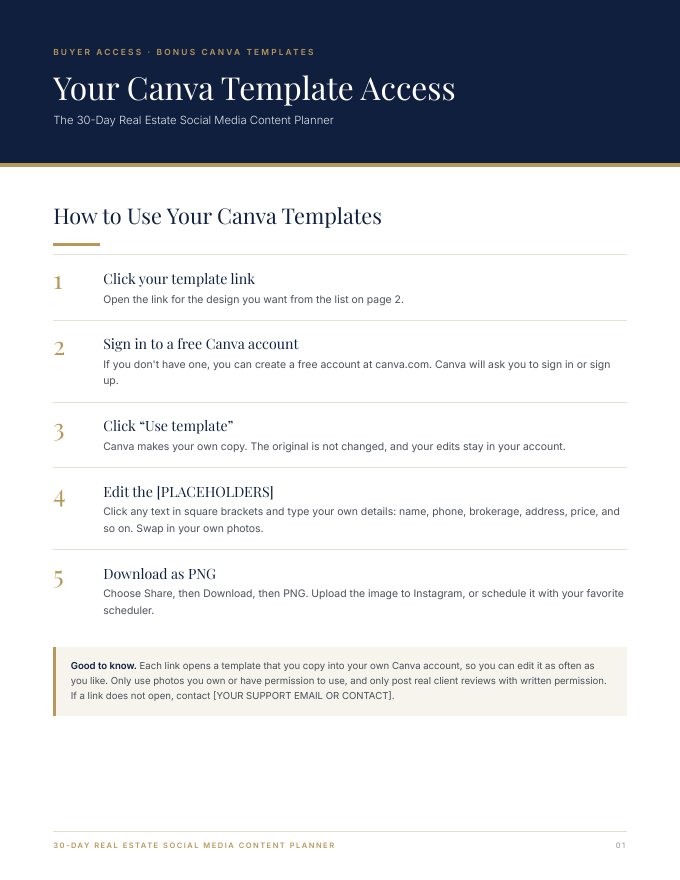 BUYER ACCESS · BONUS CANVA TEMPLATES
Your Canva Template Access
The 30-Day Real Estate Social Media Content Planner
How to Use Your Canva Templates
1
Click your template link
Open the link for the design you want from the list on page 2.
2
Sign in to a free Canva account
If you don't have one, you can create a free account at canva.com. Canva will ask you to sign in or sign
up.
3
Click “Use template”
Canva makes your own copy. The original is not changed, and your edits stay in your account.
4
Edit the [PLACEHOLDERS]
Click any text in square brackets and type your own details: name, phone, brokerage, address, price, and
so on. Swap in your own photos.
5
Download as PNG
Choose Share, then Download, then PNG. Upload the image to Instagram, or schedule it with your favorite
scheduler.
Good to know. Each link opens a template that you copy into your own Canva account, so you can edit it as often as
you like. Only use photos you own or have permission to use, and only post real client reviews with written permission.
If a link does not open, contact [YOUR SUPPORT EMAIL OR CONTACT].
30-DAY REAL ESTATE SOCIAL MEDIA CONTENT PLANNER
01